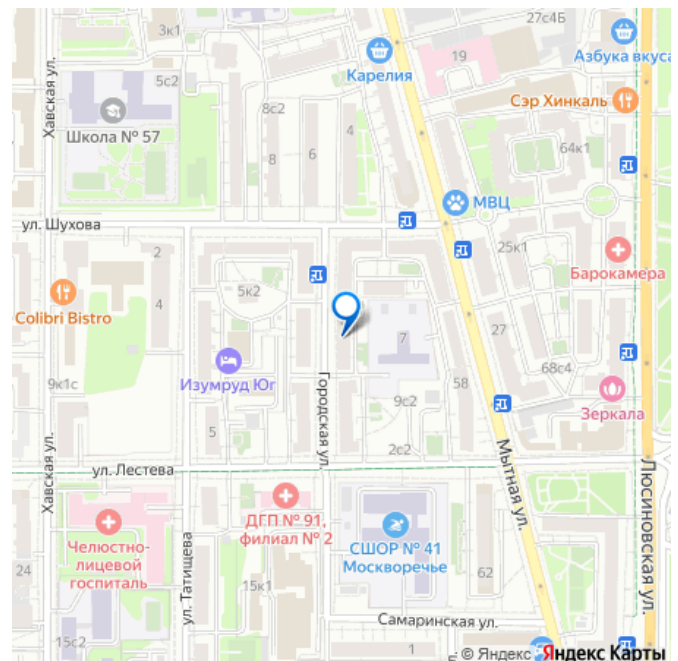 3к1
27с4Б
Карелия
19
Азбука вкуса
Хавская ул.
5с2
Школа № 57
8с2
4
6
8
Сэр Хинкаль
64к1
ул. Шухова
МВЦ
25к1
Барокамера
2
4
5к2
Colibri Bistro
Изумруд Юг
7
27
68с4
Зеркала
9к1с
58
9с2
Городская ул.
5
2с2
ул. Лестева
Хавская ул.
Мытная ул.
Люсиновская ул.
ДГП № 91,
филиал № 2
Челюстно-
лицевой
госпиталь
СШОР № 41
Москворечье
24
ул. Татищева
15к1
62
Самаринская ул.
15с2
1
© Яндекс Яндекс Карты